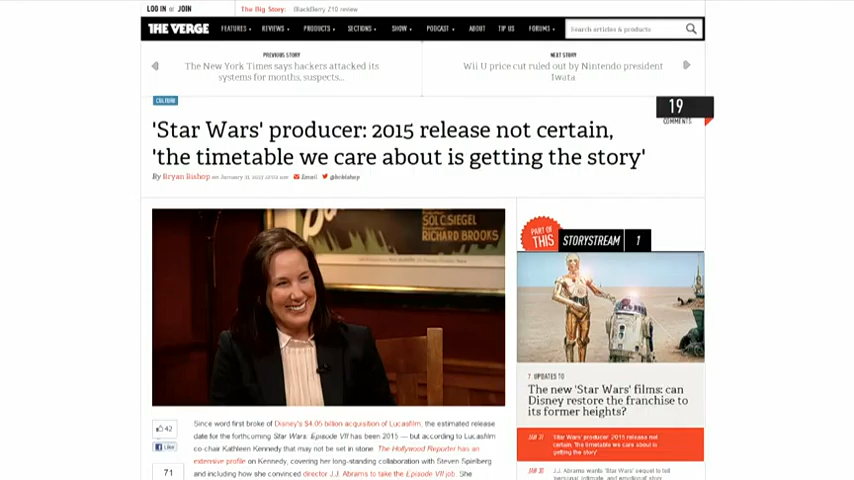 LOG IN or JOIN
The Big Story: BlackBerry Z10 review
THE VERGE
FEATURES
REVIEWS
PRODUCTS
SECTIONS
SHOW
PODCAST
ABOUT
TIP US
FORUMS
Search articles & products
PREVIOUS STORY
The New York Times says hackers attacked its
systems for months, suspects...
NEXT STORY
Wii U price cut ruled out by Nintendo president
Iwata
CULTURE
19
COMMENTS
'Star Wars' producer: 2015 release not certain,
'the timetable we care about is getting the story'
By Bryan Bishop on January 31, 2013
Email
@bcbishop
SOL C. SIEGEL
RICHARD BROOKS
PART OF
THIS
STORYSTREAM
1
7 UPDATES TO
The new 'Star Wars' films: can
Disney restore the franchise to
its former heights?
42
Like
71
Since word first broke of Disney's $4.05 billion acquisition of Lucasfilm, the estimated release
date for the forthcoming Star Wars: Episode VII has been 2015 — but according to Lucasfilm
co-chair Kathleen Kennedy that may not be set in stone. The Hollywood Reporter has an
extensive profile on Kennedy, covering her long-standing collaboration with Steven Spielberg
and including how she convinced director J.J. Abrams to take the Episode VII job. She
JAN 31
'Star Wars' producer: 2015 release not
certain, 'the timetable we care about is
getting the story'
JAN 30
J.J. Abrams wants 'Star Wars' sequel to tell
personal, intimate, and emotional story